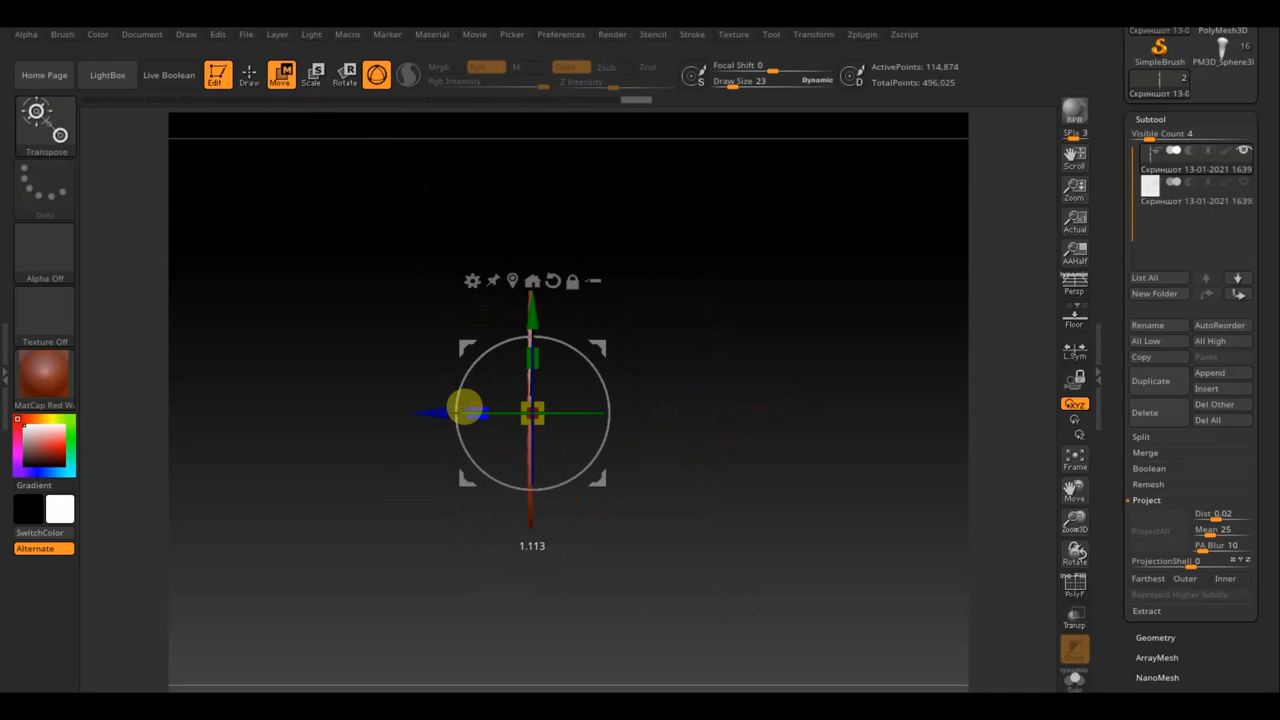 Alpha Brush Color Document Draw Edit File Layer Light Macro Marker Material Movie Picker Preferences Render Stencil Stroke Texture Tool Transform Zplugin Zscript
Home Page
LightBox
Live Boolean
Edit
Draw
Move
Scale
Rotate
Mrgb
Rgb
M
Rgb Intensity
Zadd
Zsub
Zcut
Z Intensity
S
Focal Shift 0
Draw Size 23
Dynamic
D
ActivePoints: 114,874
TotalPoints: 496,025
Transpose
Dots
Alpha Off
Texture Off
MatCap Red Wa
Gradient
SwitchColor
Alternate
1.113
BPR
SPix 3
Scroll
Zoom
Actual
AAHalf
Persp
Floor
L.Sym
XYZ
Frame
Move
Zoom3D
Rotate
PolyF
Transp
Solo
Скриншот 13-0
PolyMesh3D
SimpleBrush
16
PM3D_Sphere3I
2
Скриншот 13-0
Subtool
Visible Count 4
Скриншот 13-01-2021 1639
Скриншот 13-01-2021 1639.
List All
New Folder
Rename
AutoReorder
All Low
All High
Copy
Paste
Duplicate
Append
Insert
Delete
Del Other
Del All
Split
Merge
Boolean
Remesh
Project
ProjectAll
Dist 0.02
Mean 25
PA Blur 10
ProjectionShell 0
Farthest
Outer
Inner
Reproject Higher Subdiv
Extract
Geometry
ArrayMesh
NanoMesh